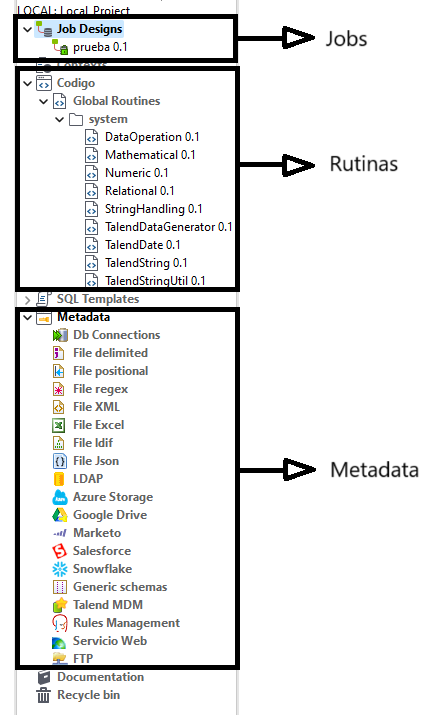 LOCAL: Local_Project
Job Designs
prueba 0.1
Jobs
Contexts
Codigo
Global Routines
system
DataOperation 0.1
Mathematical 0.1
Rutinas
Numeric 0.1
Relational 0.1
StringHandling 0.1
TalendDataGenerator 0.1
TalendDate 0.1
TalendString 0.1
TalendStringUtil 0.1
SQL Templates
Metadata
Db Connections
File delimited
File positional
File regex
File XML
File Excel
File ldif
File Json
Metadata
LDAP
Azure Storage
Google Drive
Marketo
Salesforce
Snowflake
Generic schemas
Talend MDM
Rules Management
Servicio Web
FTP
Documentation
Recycle bin